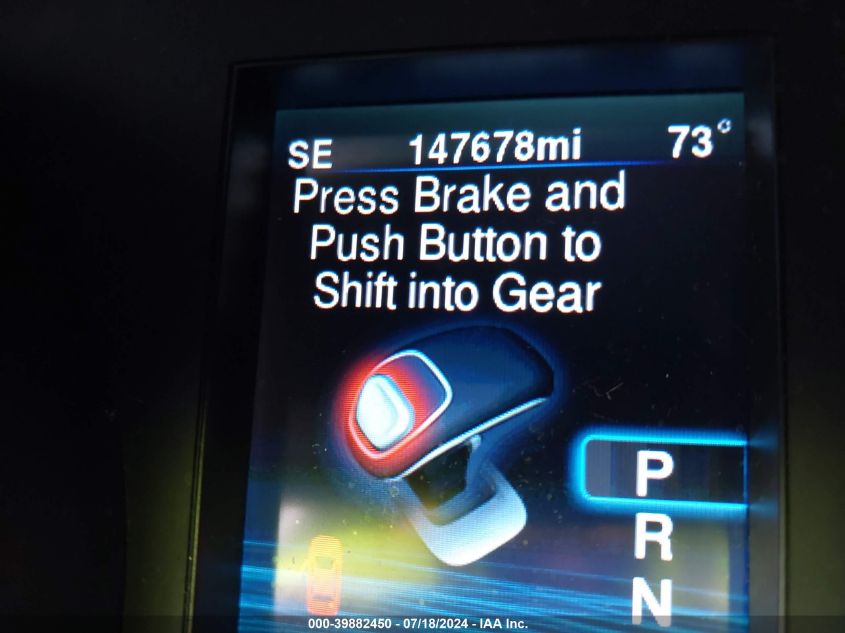 SE 147678mi 73°
Press Brake and
Push Button to
Shift into Gear
P
R
N
000-39882450 - 07/18/2024 - IAA Inc.